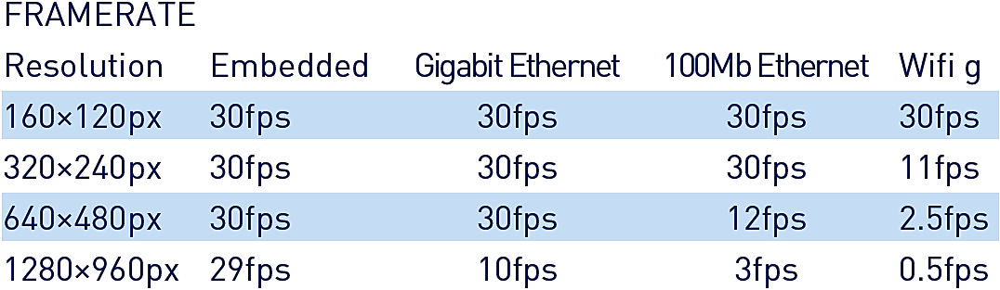 FRAMERATE
Resolution Embedded Gigabit Ethernet 100Mb Ethernet Wifi g
160×120px 30fps 30fps 30fps 30fps
320×240px 30fps 30fps 30fps 11fps
640×480px 30fps 30fps 12fps 2.5fps
1280×960px 29fps 10fps 3fps 0.5fps